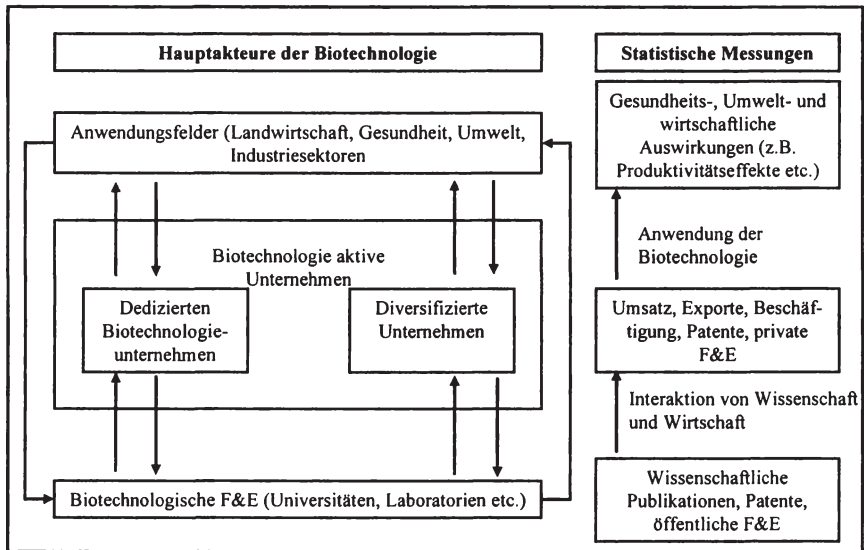 Hauptakteure der Biotechnologie
Anwendungsfelder (Landwirtschaft, Gesundheit, Umwelt,
Industriesektoren
Biotechnologie aktive
Unternehmen
Dedizierten
Biotechnologie-
unternehmen
Diversifizierte
Unternehmen
Biotechnologische F&E (Universitäten, Laboratorien etc.)
Statistische Messungen
Gesundheits-, Umwelt- und
wirtschaftliche
Auswirkungen (z.B.
Produktivitätseffekte etc.)
Anwendung der
Biotechnologie
Umsatz, Exporte, Beschäf-
tigung, Patente, private
F&E
Interaktion von Wissenschaft
und Wirtschaft
Wissenschaftliche
Publikationen, Patente,
öffentliche F&E